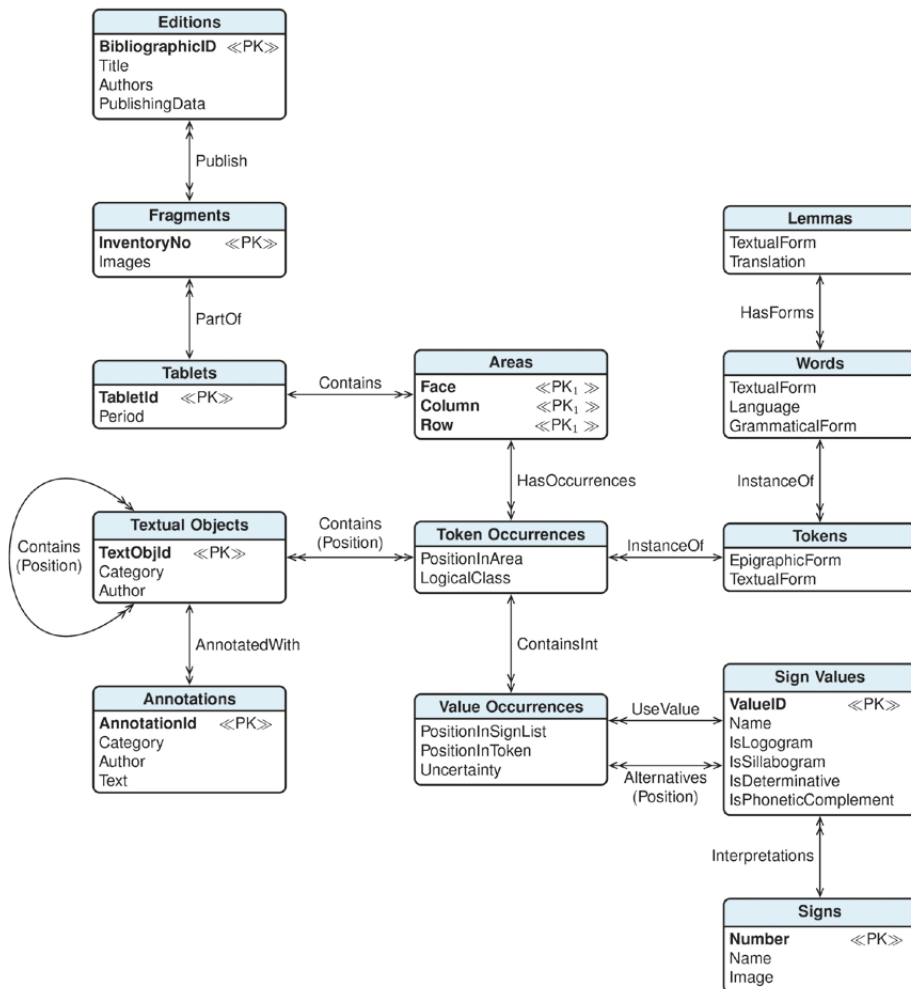 Editions
BibliographicID ≪PK≫
Title
Authors
PublishingData
Publish
Fragments
InventoryNo ≪PK≫
Images
PartOf
Tablets
TabletId ≪PK≫
Period
Contains
Areas
Face ≪PK₁ ≫
Column ≪PK₁ ≫
Row ≪PK₁ ≫
Lemmas
TextualForm
Translation
HasForms
Words
TextualForm
Language
GrammaticalForm
HasOccurrences
InstanceOf
Contains
(Position)
Textual Objects
TextObjId ≪PK≫
Category
Author
Contains
(Position)
Token Occurrences
PositionInArea
LogicalClass
InstanceOf
Tokens
EpigraphicForm
TextualForm
AnnotatedWith
ContainsInt
Annotations
AnnotationId ≪PK≫
Category
Author
Text
Value Occurrences
PositionInSignList
PositionInToken
Uncertainty
UseValue
Alternatives
(Position)
Sign Values
ValueID ≪PK≫
Name
IsLogogram
IsSillabogram
IsDeterminative
IsPhoneticComplement
Interpretations
Signs
Number ≪PK≫
Name
Image